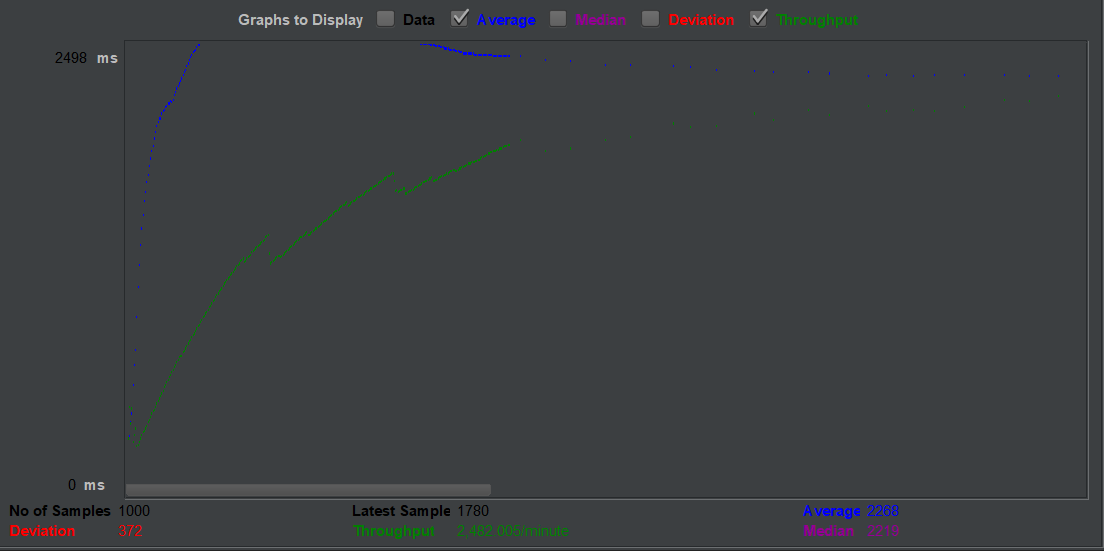 Graphs to Display Data Average Median Deviation Throughput
2498 ms
0 ms
No of Samples 1000 Latest Sample 1780 Average 2268
Deviation 372 Throughput 2,482.005/minute Median